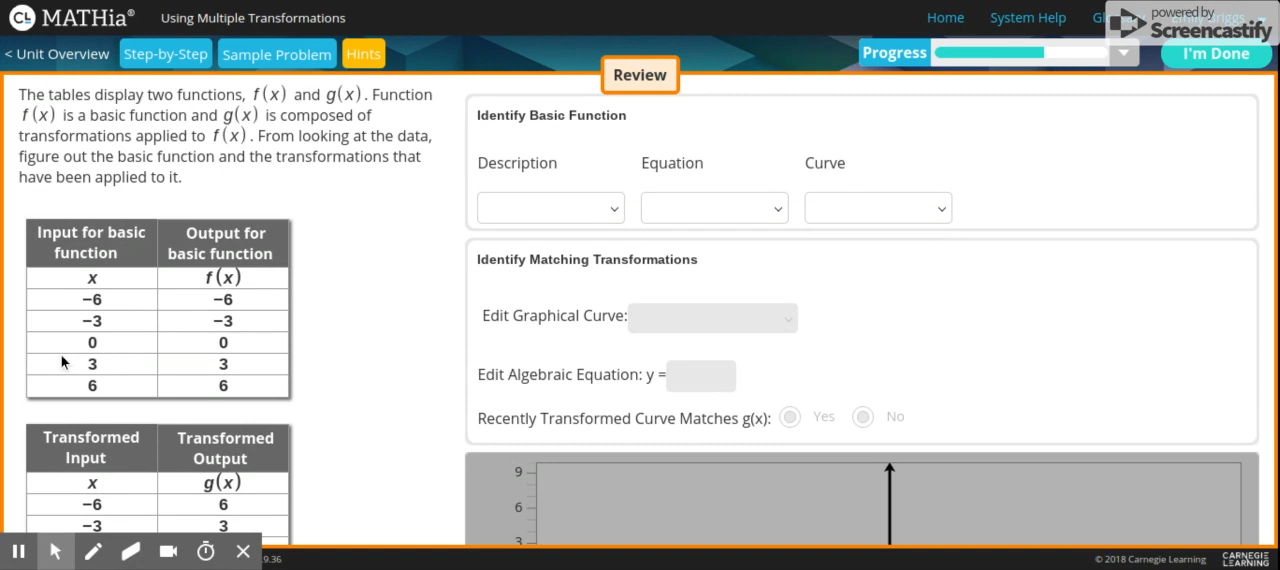 MATHia® Using Multiple Transformations Home System Help
powered by
Screencastify
< Unit Overview Step-by-Step Sample Problem Hints Progress I'm Done
Review
The tables display two functions, f(x) and g(x). Function
f(x) is a basic function and g(x) is composed of
transformations applied to f(x). From looking at the data,
figure out the basic function and the transformations that
have been applied to it.
Input for basic function Output for basic function
x f(x)
−6 −6
−3 −3
0 0
3 3
6 6
Transformed Input Transformed Output
x g(x)
−6 6
−3 3
Identify Basic Function
Description Equation Curve
Identify Matching Transformations
Edit Graphical Curve:
Edit Algebraic Equation: y =
Recently Transformed Curve Matches g(x): Yes No
9
6
3
9.36
© 2018 Carnegie Learning
CARNEGIE
LEARNING